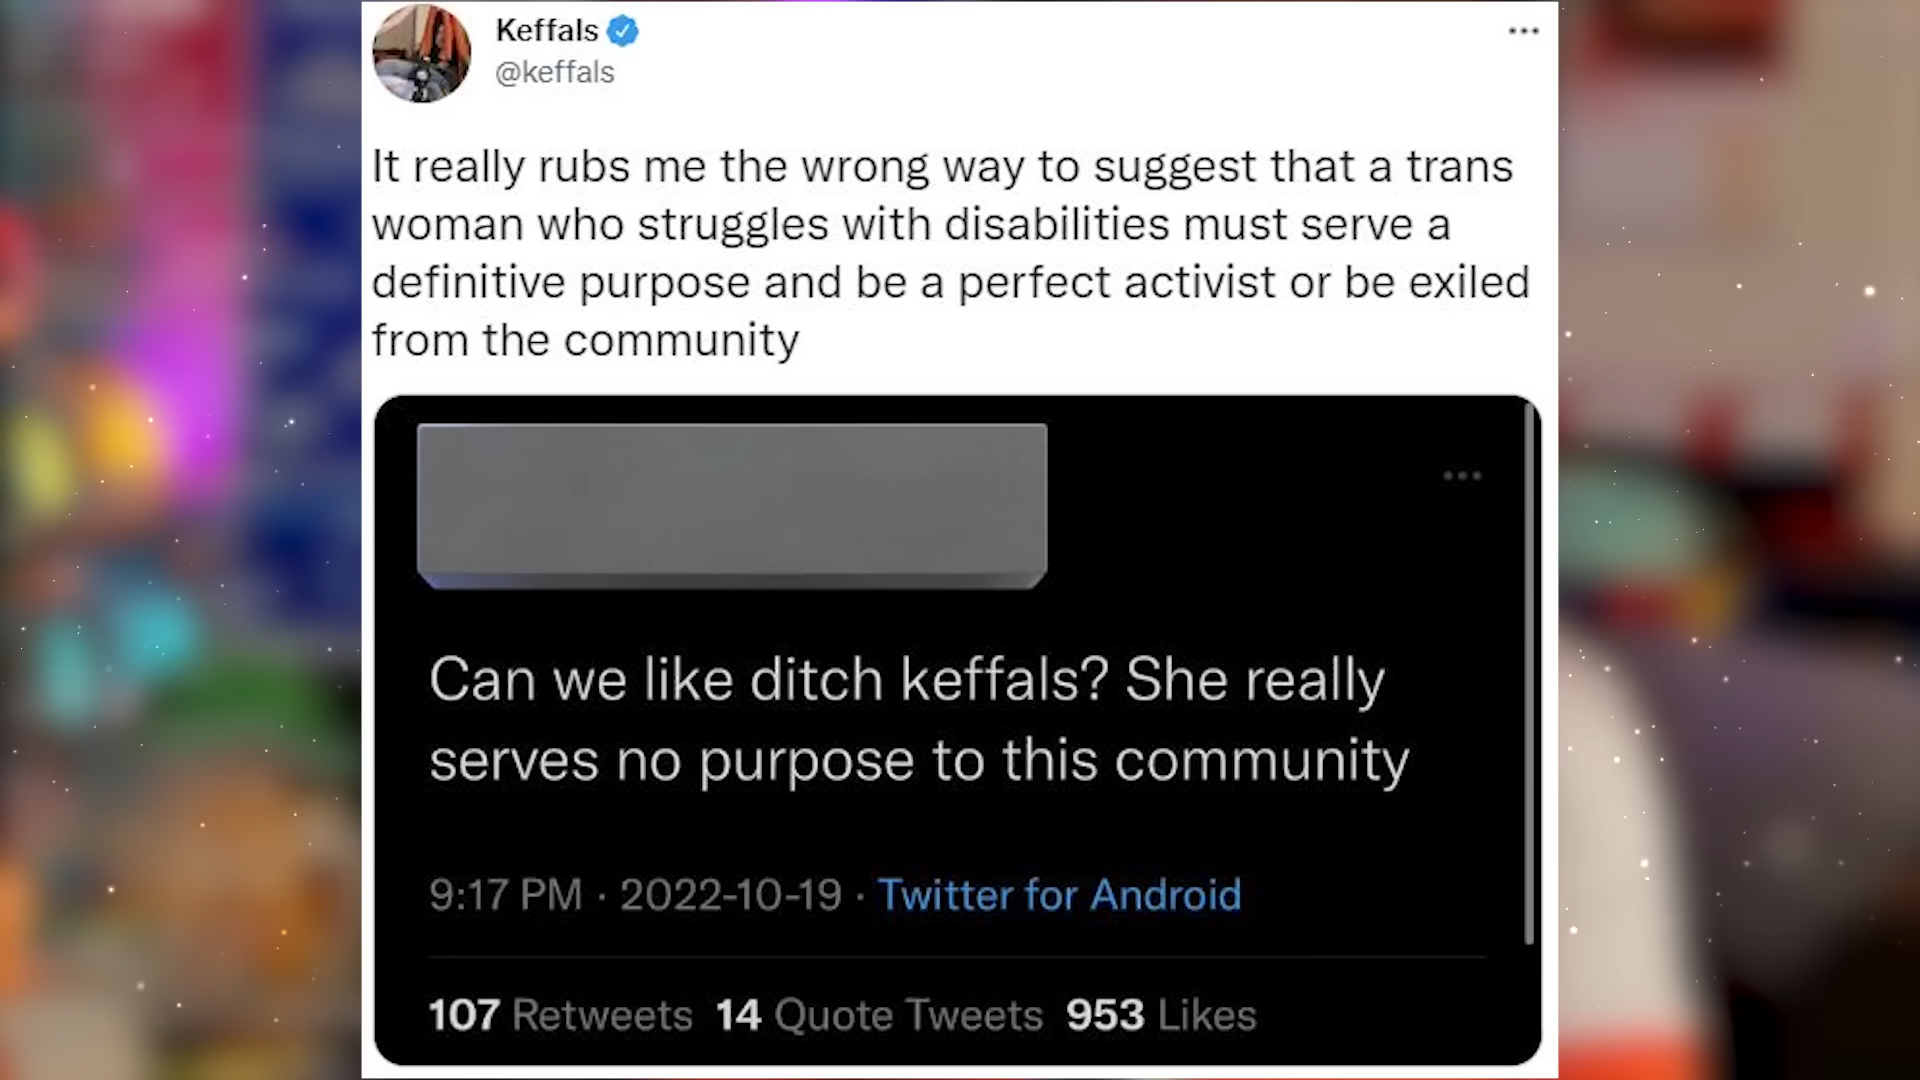 Keffals
@keffals
It really rubs me the wrong way to suggest that a trans
woman who struggles with disabilities must serve a
definitive purpose and be a perfect activist or be exiled
from the community
Can we like ditch keffals? She really
serves no purpose to this community
9:17 PM · 2022-10-19 · Twitter for Android
107 Retweets 14 Quote Tweets 953 Likes